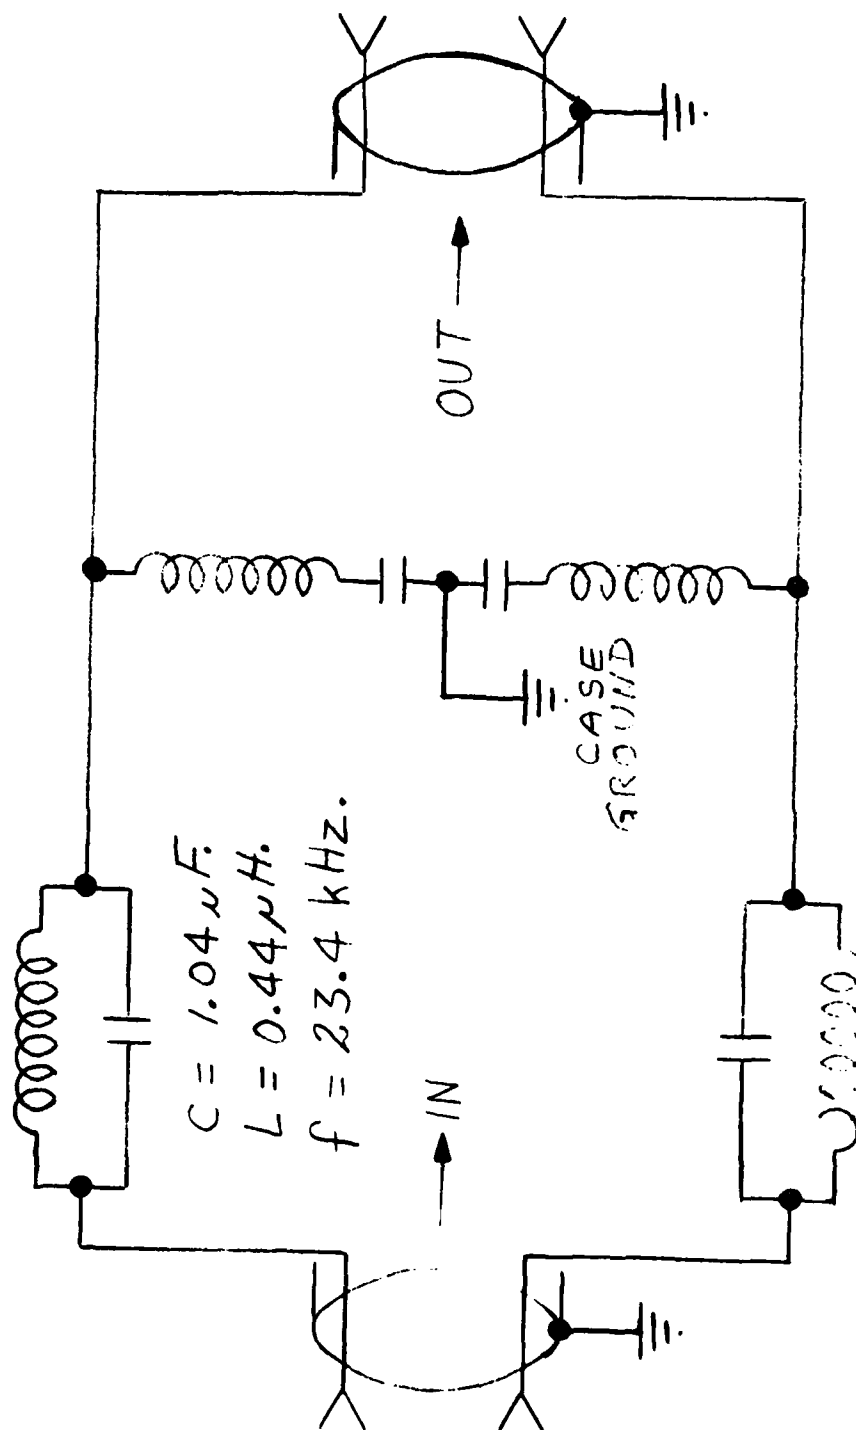 C = 1.04 μF.
L = 0.44 μH.
f = 23.4 kHz.
IN
CASE
GROUND
OUT